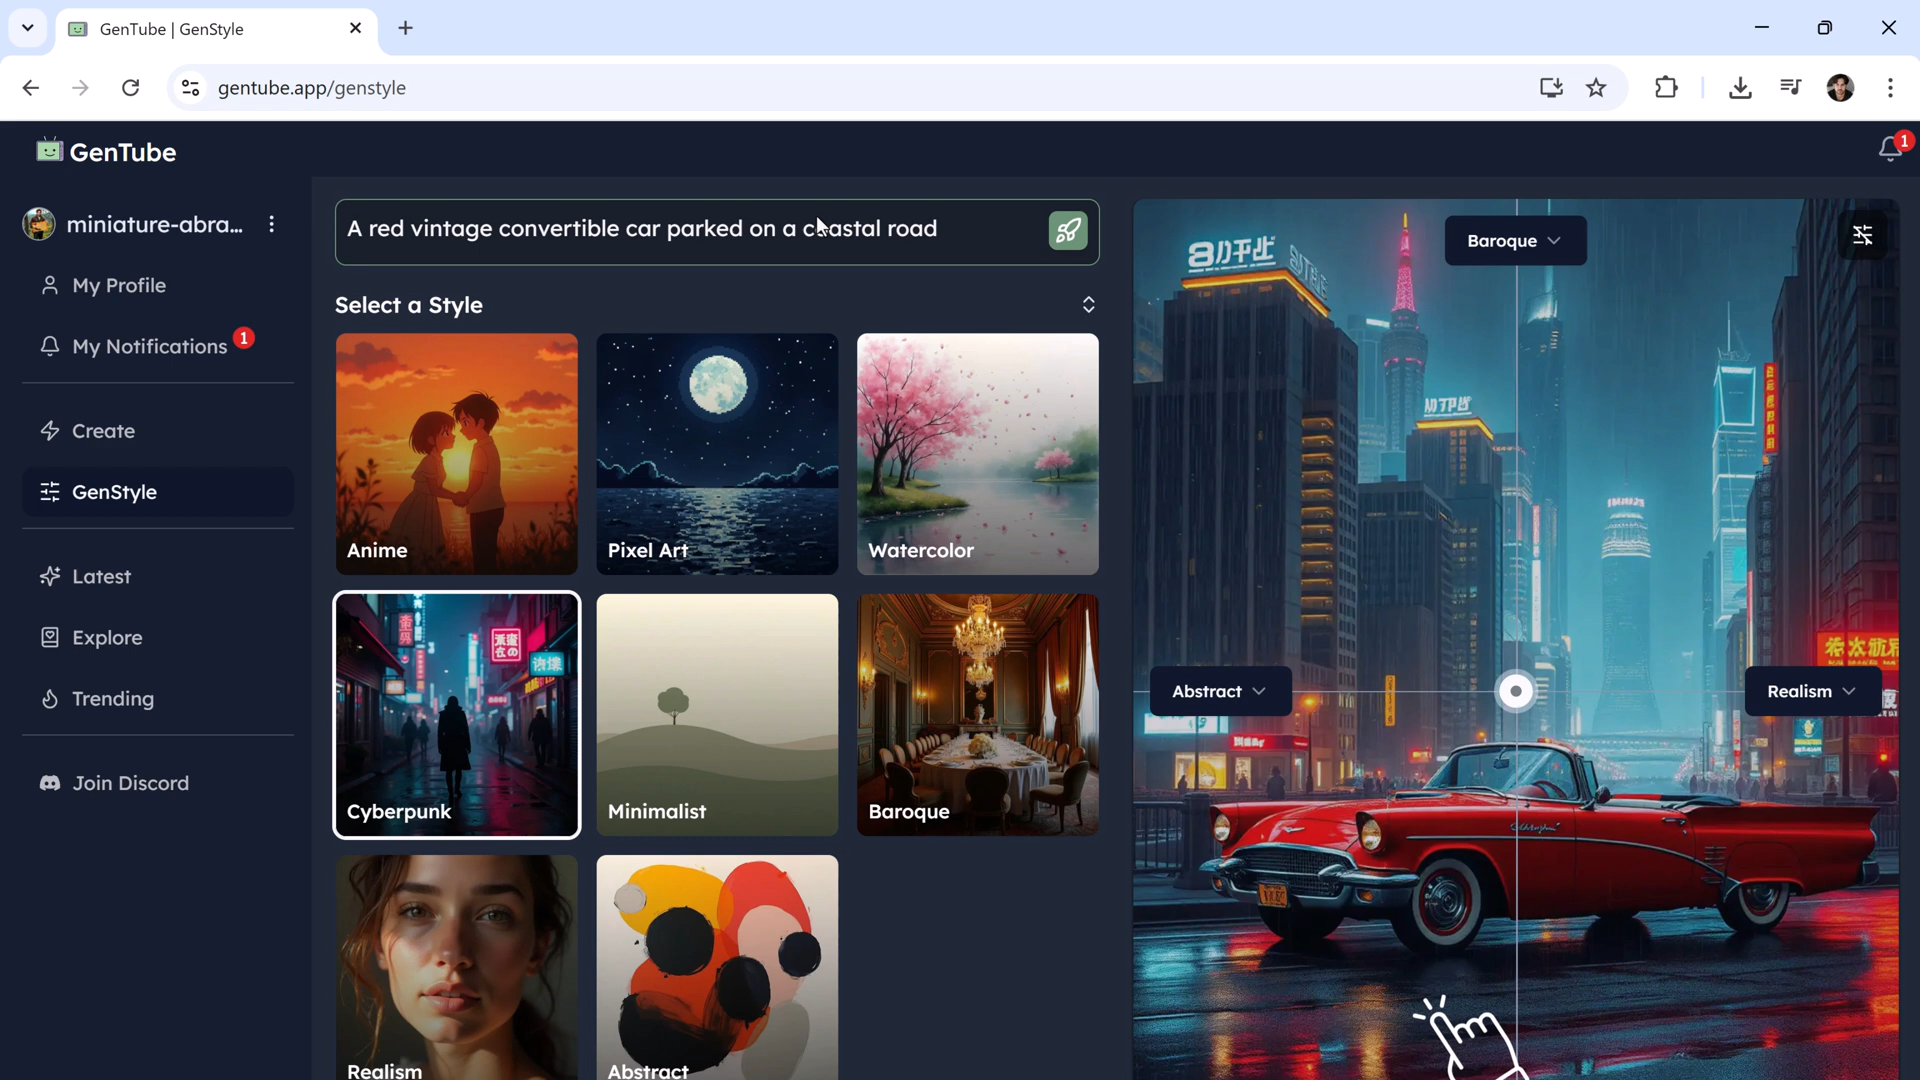 GenTube | GenStyle
gentube.app/genstyle
GenTube
1
miniature-abra...
My Profile
My Notifications
1
Create
GenStyle
Latest
Explore
Trending
Join Discord
A red vintage convertible car parked on a coastal road
Select a Style
Anime
Pixel Art
Watercolor
Cyberpunk
Minimalist
Baroque
Realism
Abstract
Baroque
Abstract
Realism